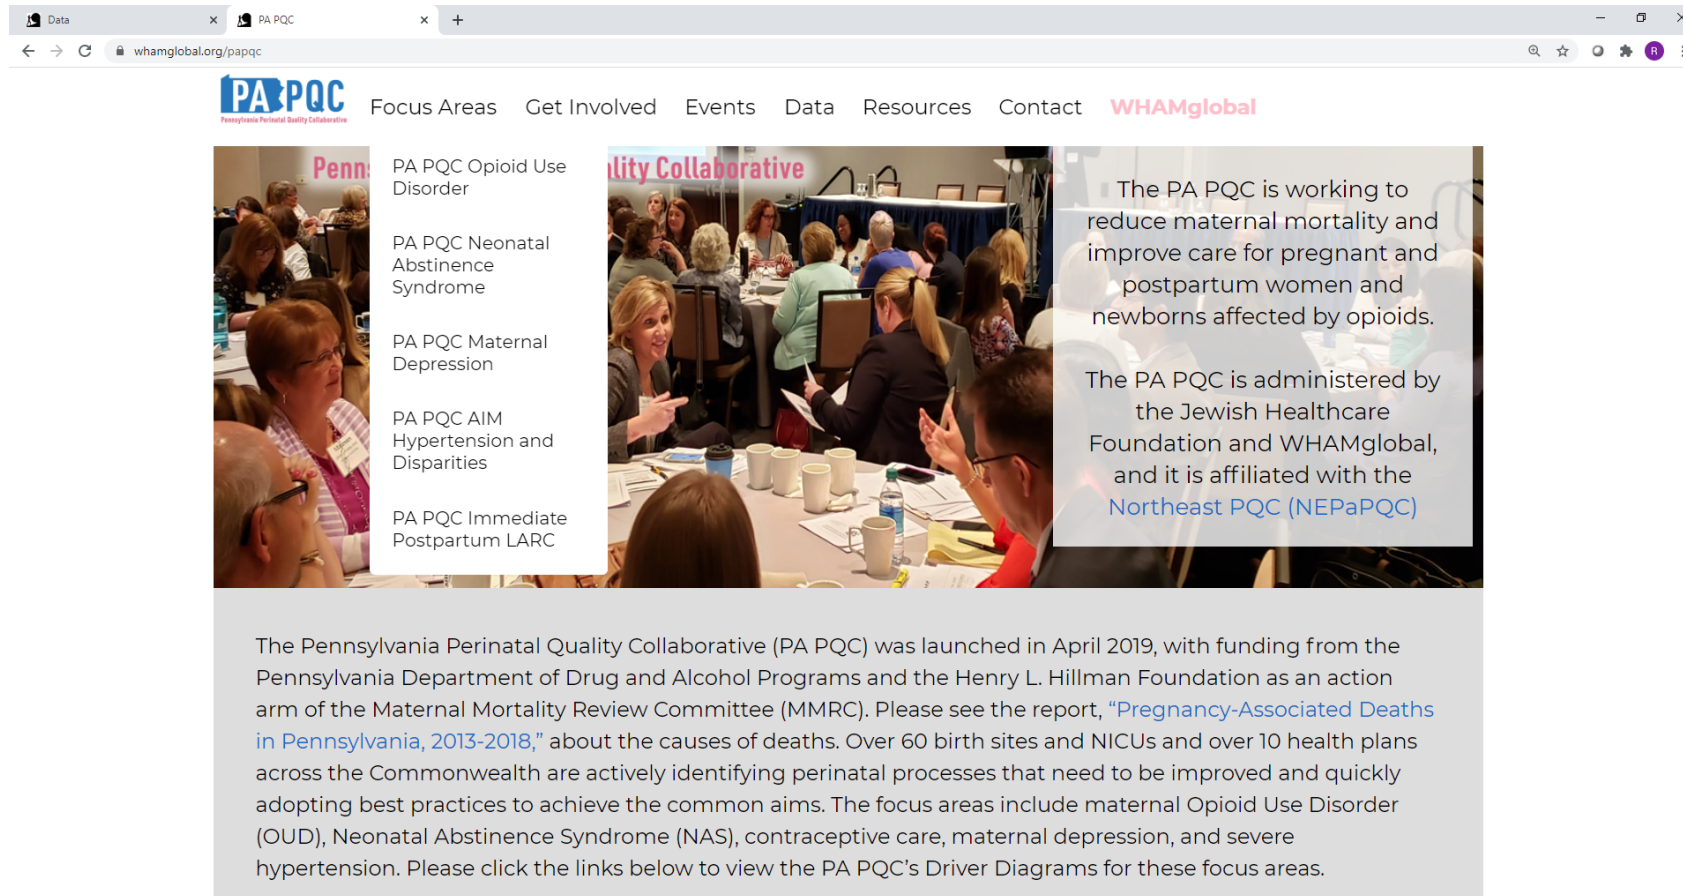 Data
PA PQC
whamglobal.org/papqc
R
PA PQC
Pennsylvania Perinatal Quality Collaborative
Focus Areas Get Involved Events Data Resources Contact WHAMglobal
PA PQC Opioid Use
Disorder
PA PQC Neonatal
Abstinence
Syndrome
PA PQC Maternal
Depression
PA PQC AIM
Hypertension and
Disparities
PA PQC Immediate
Postpartum LARC
Penn
lity Collaborative
The PA PQC is working to
reduce maternal mortality and
improve care for pregnant and
postpartum women and
newborns affected by opioids.
The PA PQC is administered by
the Jewish Healthcare
Foundation and WHAMglobal,
and it is affiliated with the
Northeast PQC (NEPaPQC)
The Pennsylvania Perinatal Quality Collaborative (PA PQC) was launched in April 2019, with funding from the
Pennsylvania Department of Drug and Alcohol Programs and the Henry L. Hillman Foundation as an action
arm of the Maternal Mortality Review Committee (MMRC). Please see the report, “Pregnancy-Associated Deaths
in Pennsylvania, 2013-2018,” about the causes of deaths. Over 60 birth sites and NICUs and over 10 health plans
across the Commonwealth are actively identifying perinatal processes that need to be improved and quickly
adopting best practices to achieve the common aims. The focus areas include maternal Opioid Use Disorder
(OUD), Neonatal Abstinence Syndrome (NAS), contraceptive care, maternal depression, and severe
hypertension. Please click the links below to view the PA PQC’s Driver Diagrams for these focus areas.